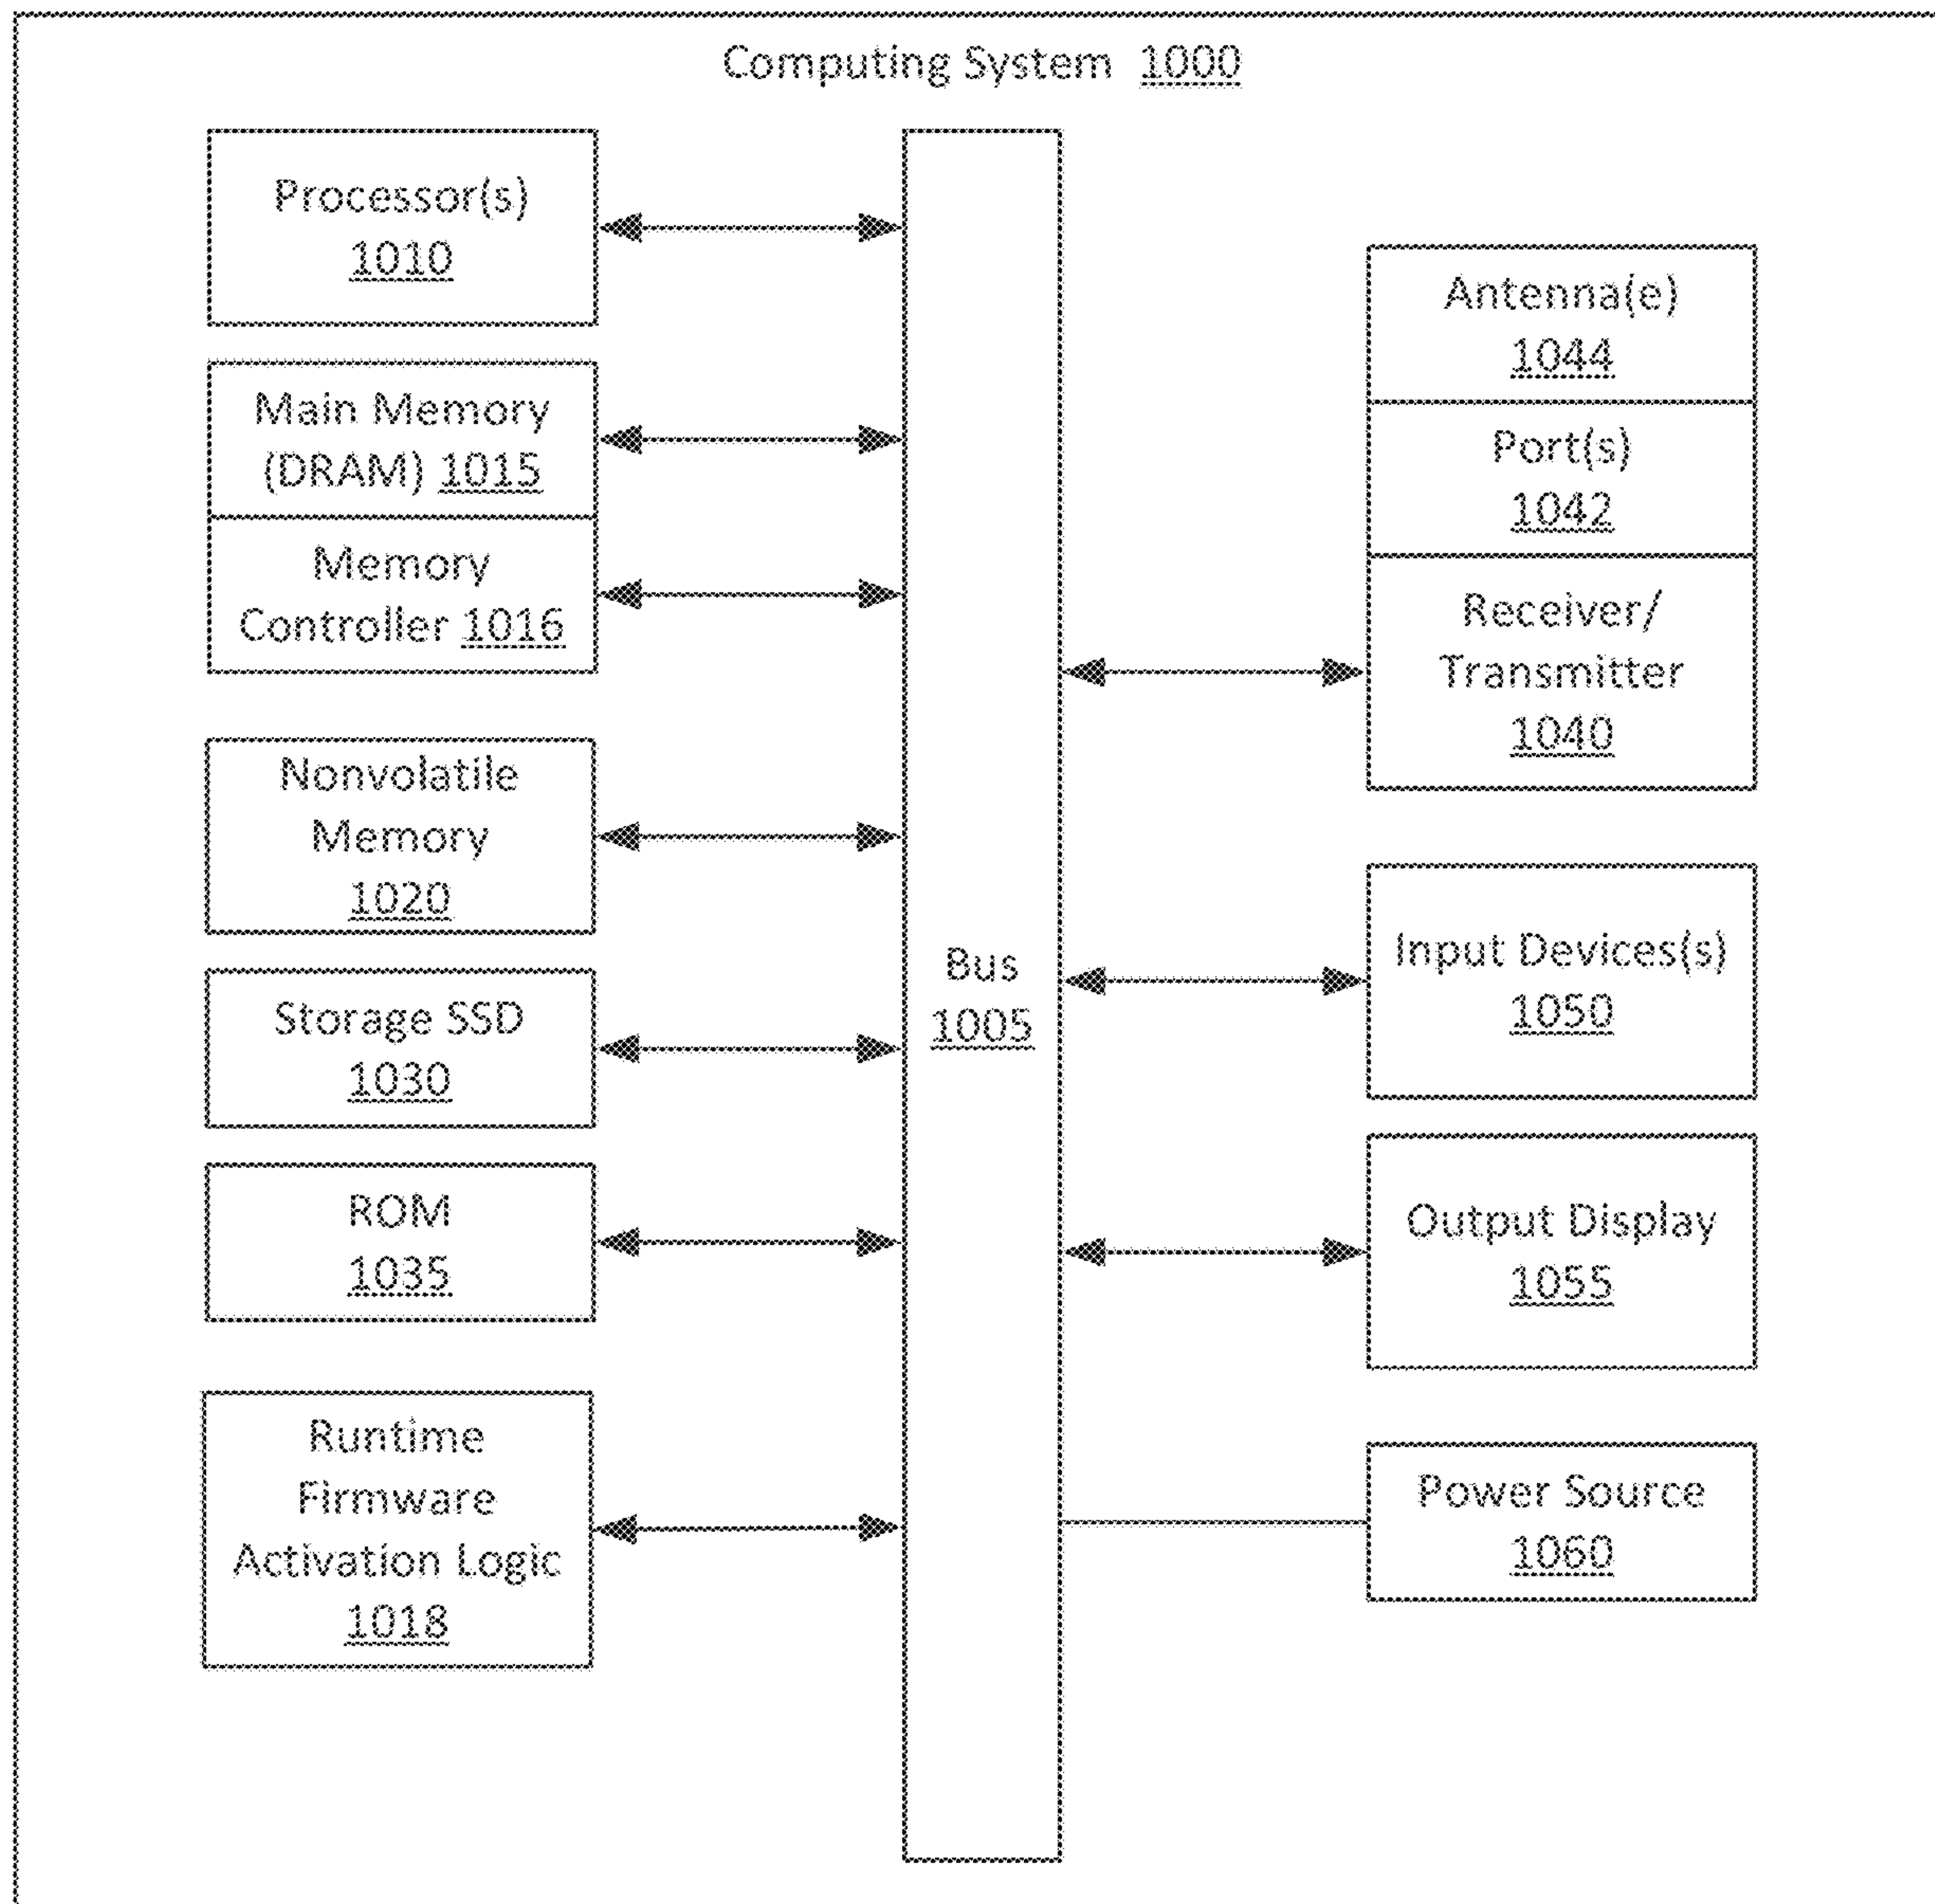 Computing System 1000
Processor(s)
1010
Main Memory
(DRAM) 1015
Memory
Controller 1016
Nonvolatile
Memory
1020
Storage SSD
1030
ROM
1035
Runtime
Firmware
Activation Logic
1018
Bus
1005
Antenna(e)
1044
Port(s)
1042
Receiver/
Transmitter
1040
Input Devices(s)
1050
Output Display
1055
Power Source
1060